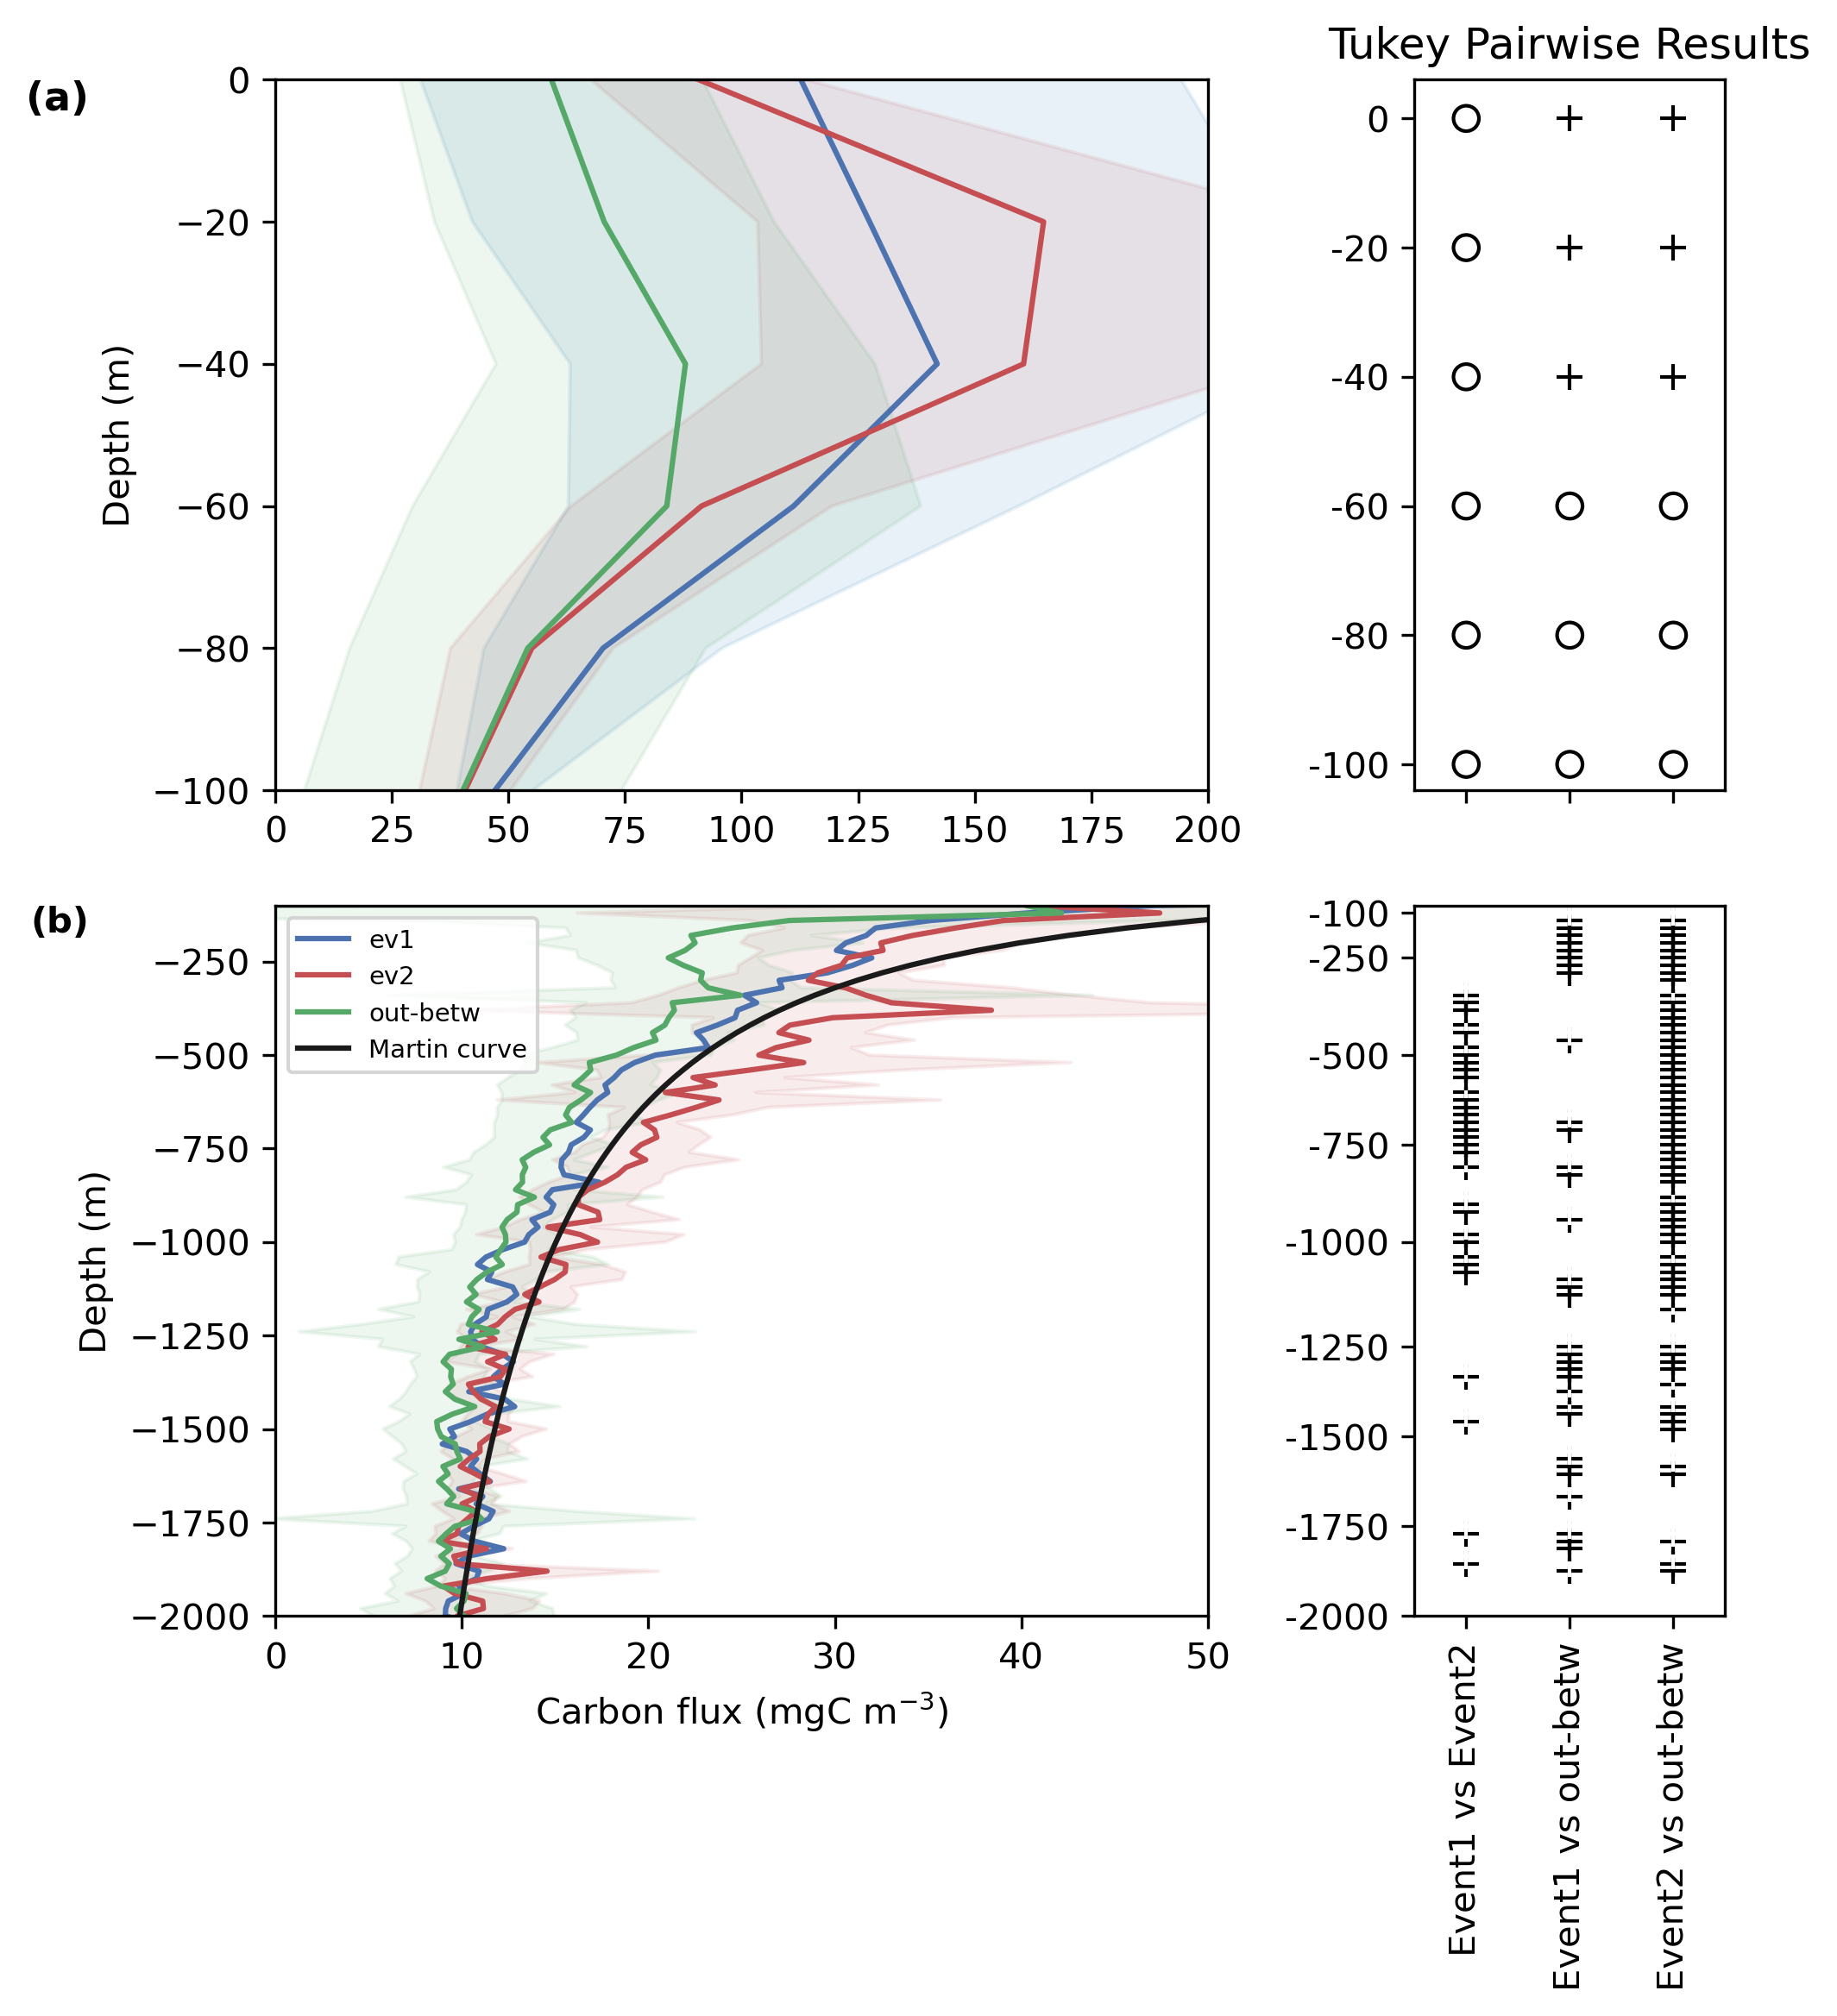 Tukey Pairwise Results
(a)
0
−20
−40
−60
−80
−100
Depth (m)
0 25 50 75 100 125 150 175 200
0
-20
-40
-60
-80
-100
(b)
ev1
ev2
out-betw
Martin curve
−250
−500
−750
−1000
−1250
−1500
−1750
−2000
Depth (m)
0 10 20 30 40 50
Carbon flux (mgC m⁻³)
-100
-250
-500
-750
-1000
-1250
-1500
-1750
-2000
Event1 vs Event2
Event1 vs out-betw
Event2 vs out-betw